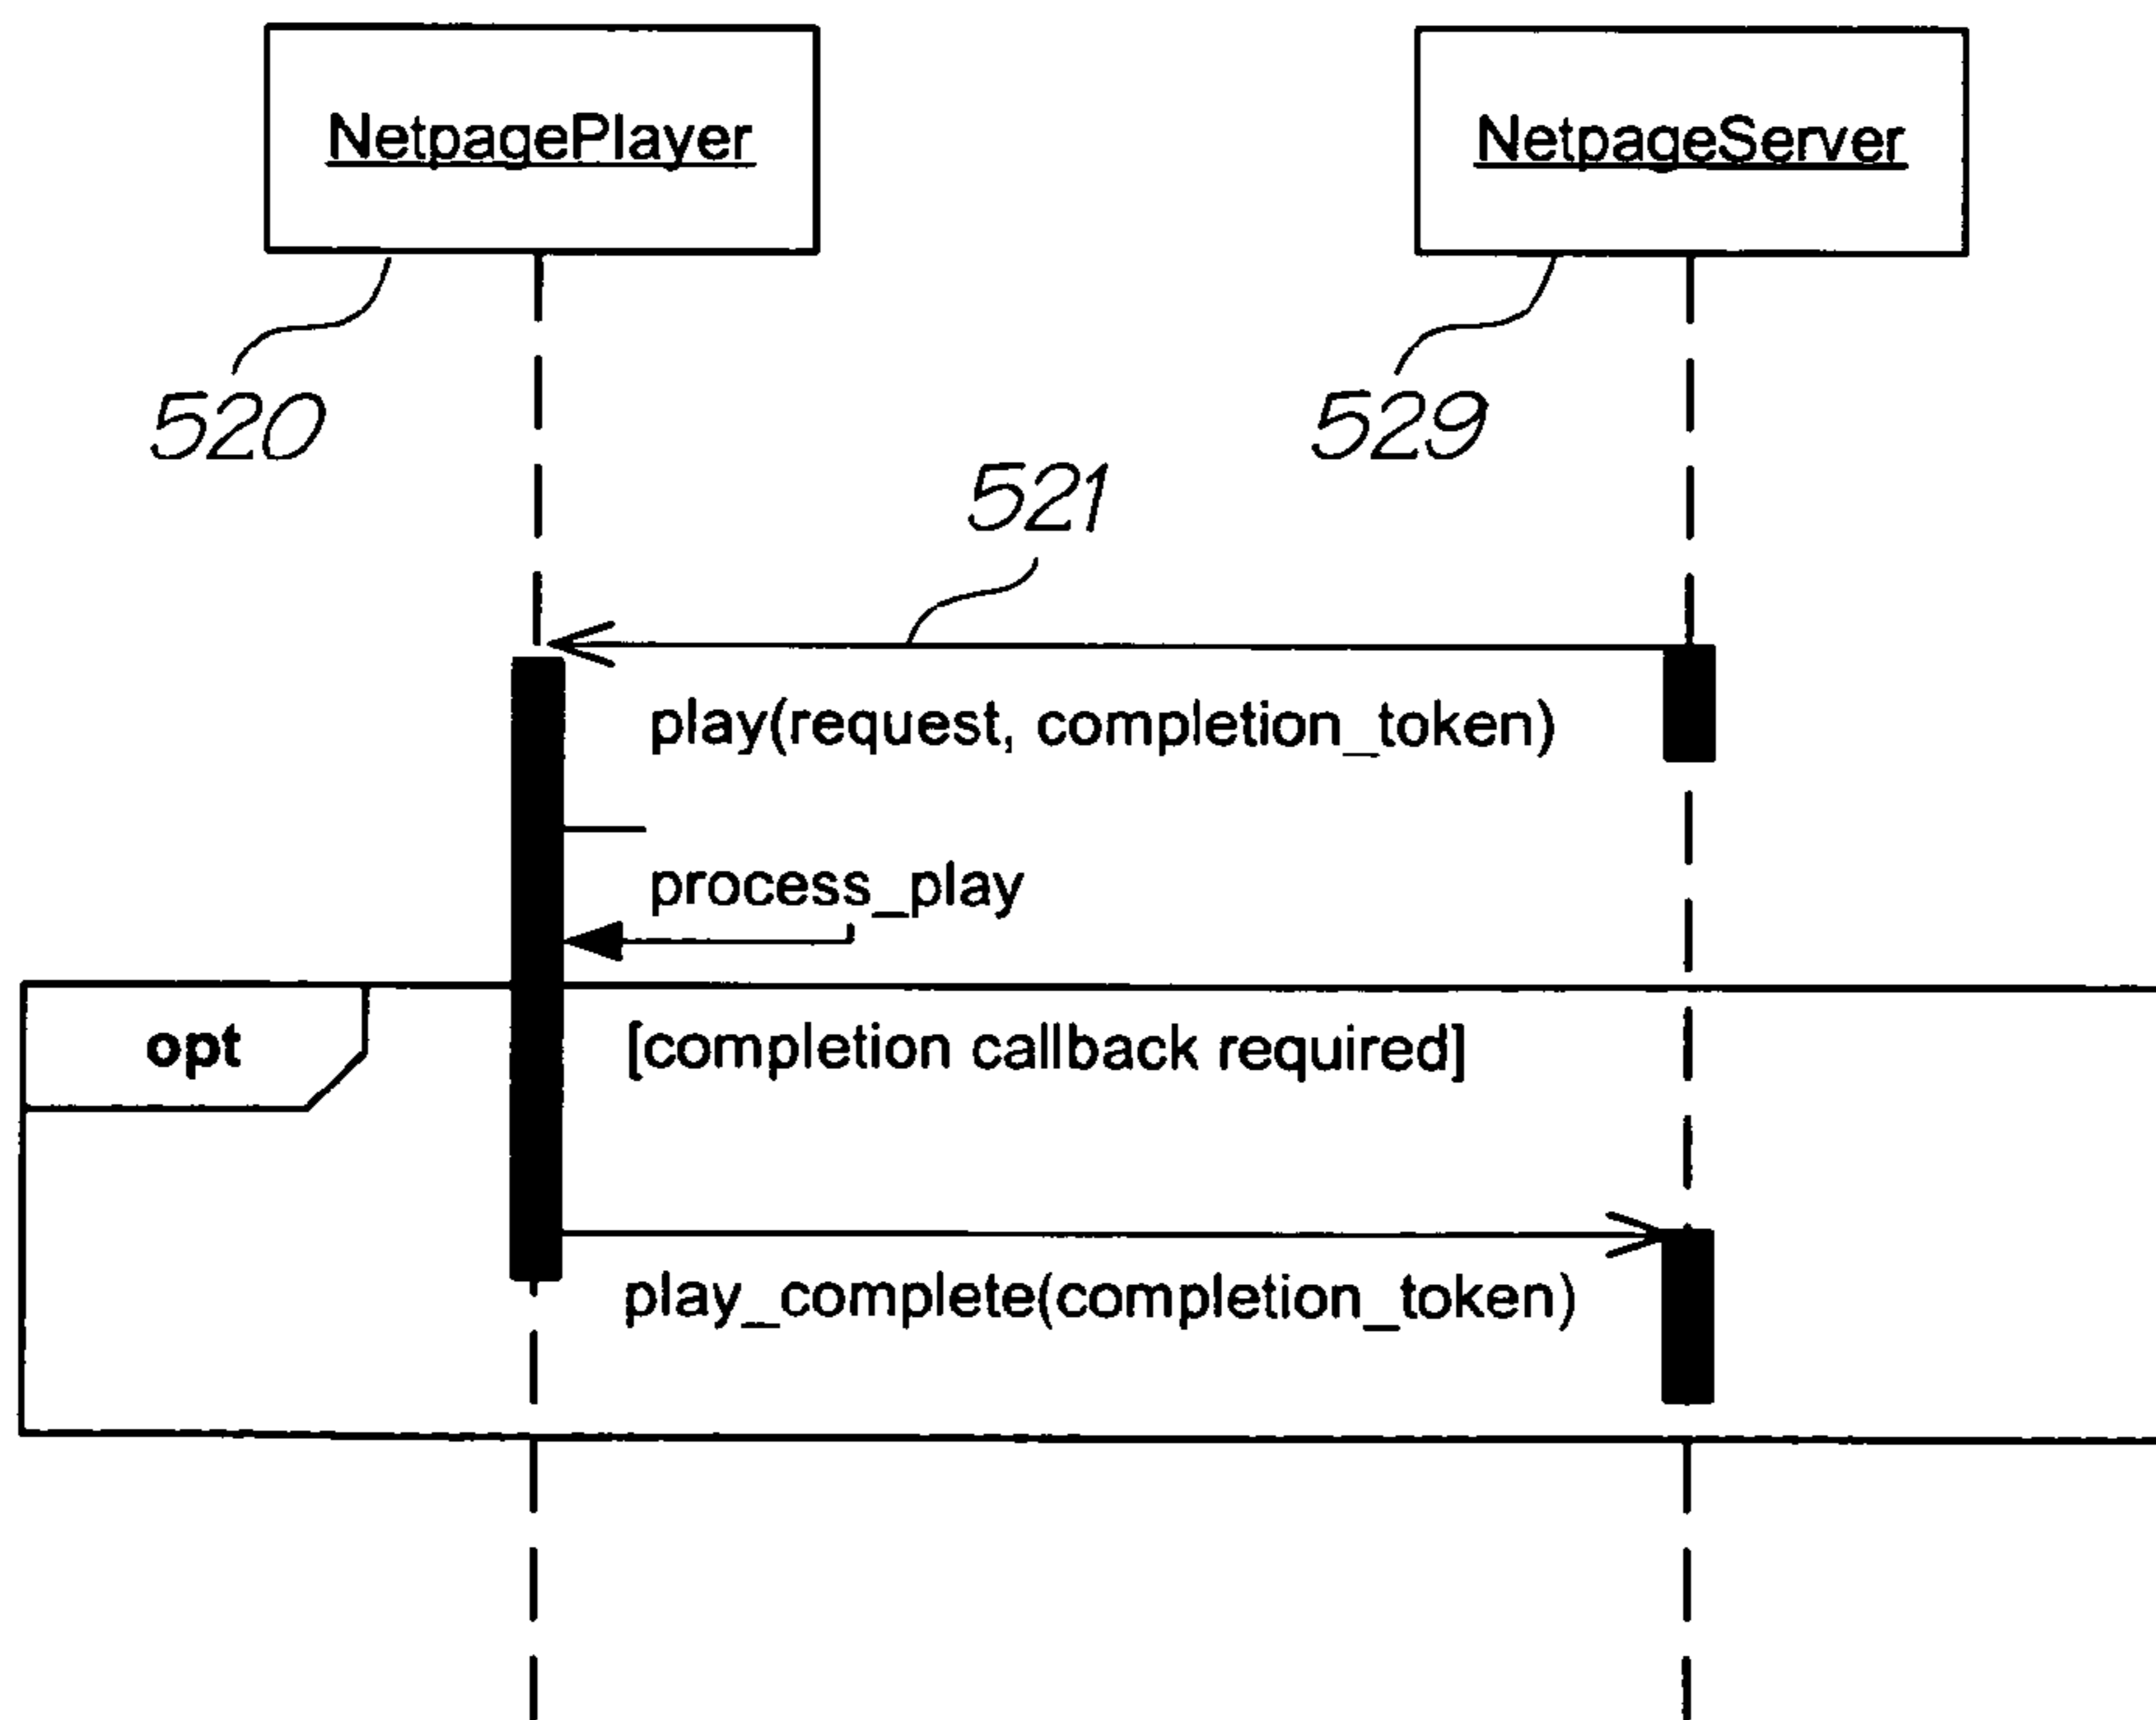 NetpagePlayer
NetpageServer
520
529
521
play(request, completion_token)
process_play
opt
[completion callback required]
play_complete(completion_token)